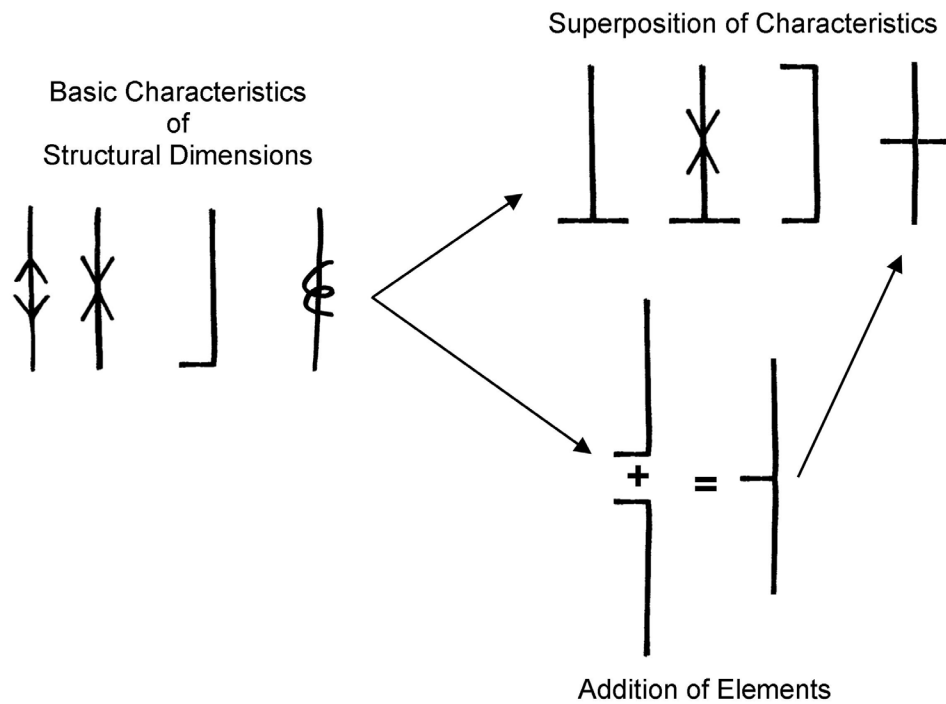 Superposition of Characteristics
Basic Characteristics
of
Structural Dimensions
+
=
Addition of Elements